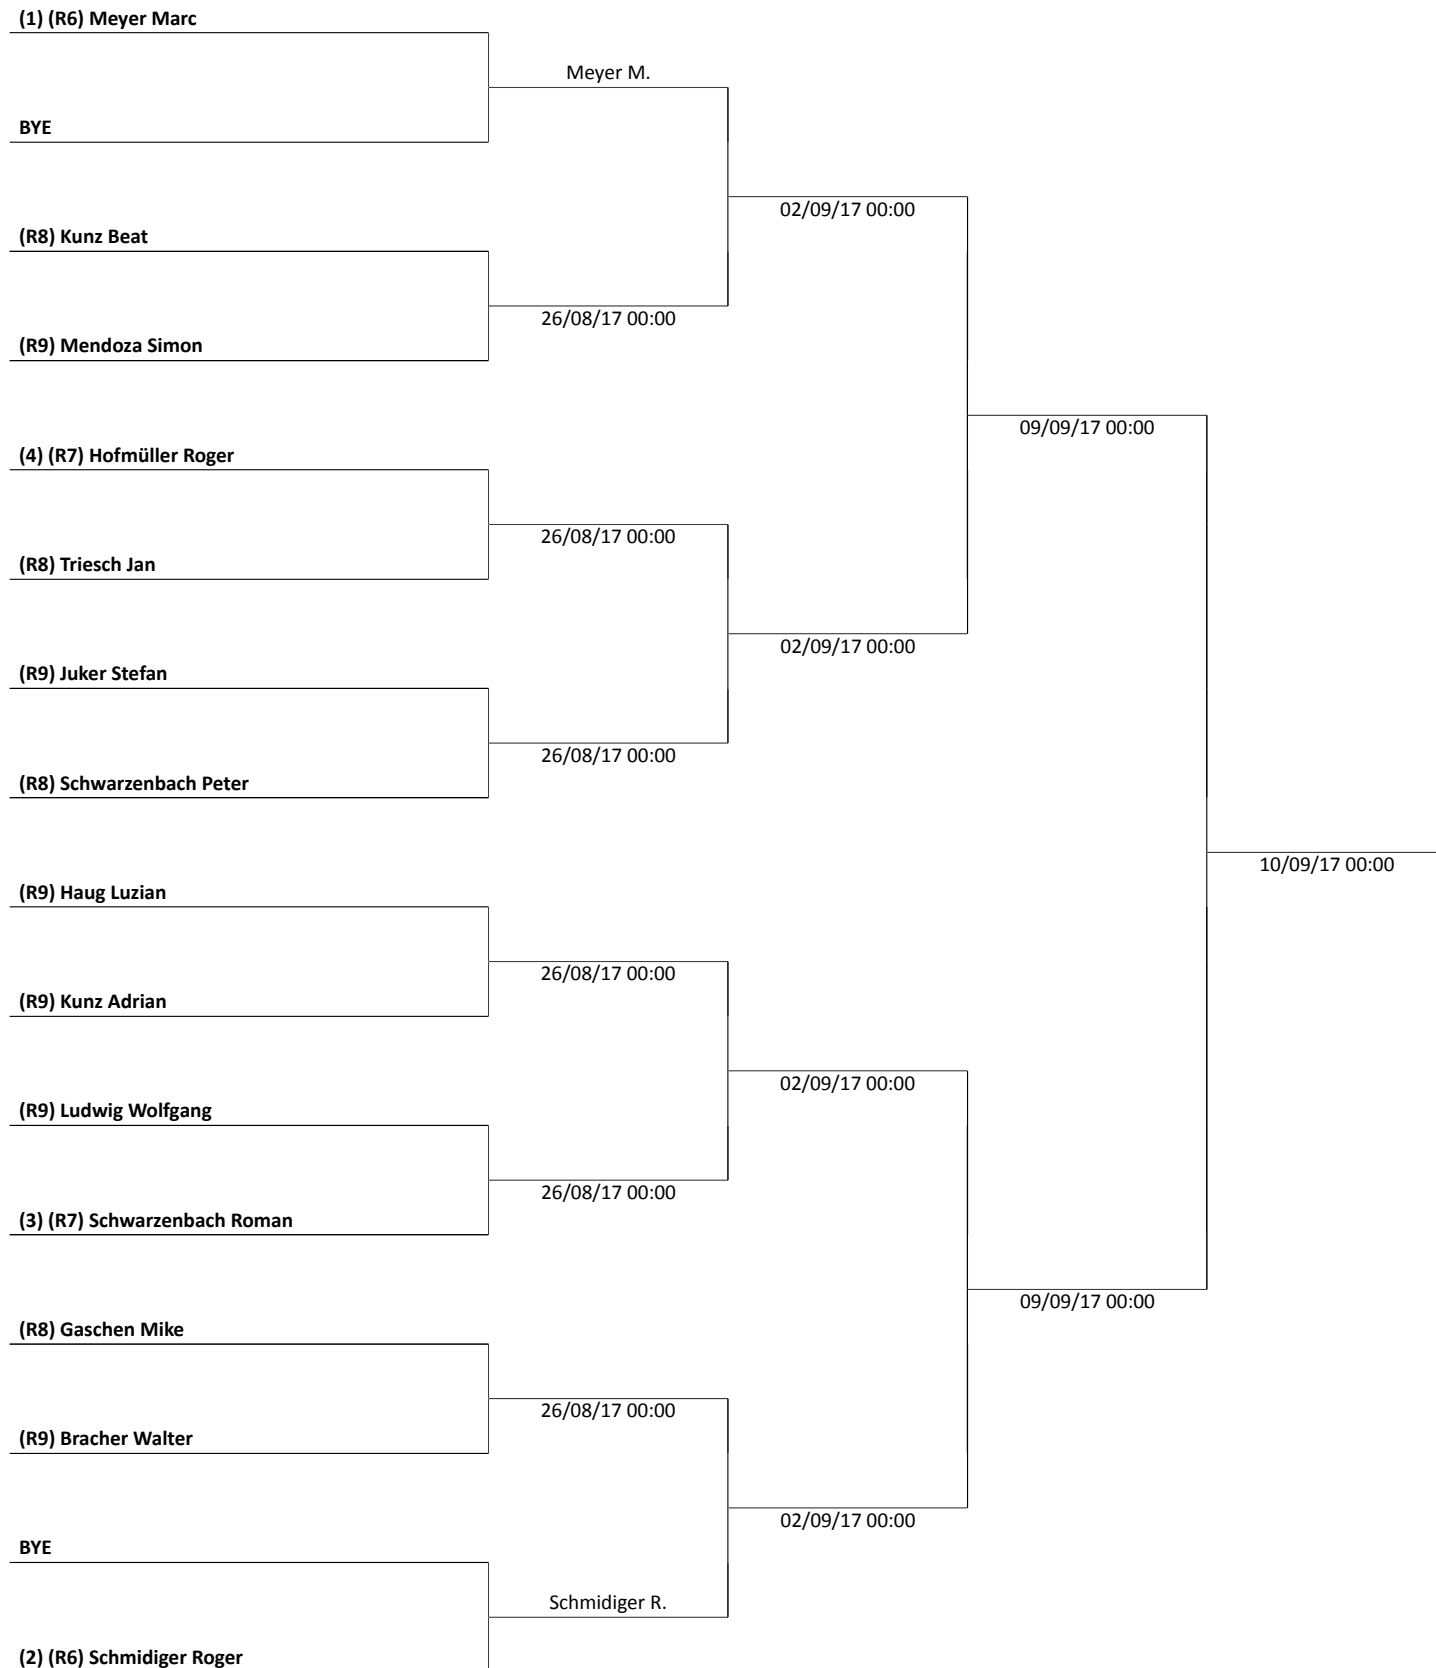 (1) (R6) Meyer Marc
Meyer M.
BYE
02/09/17 00:00
(R8) Kunz Beat
26/08/17 00:00
(R9) Mendoza Simon
09/09/17 00:00
(4) (R7) Hofmüller Roger
26/08/17 00:00
(R8) Triesch Jan
02/09/17 00:00
(R9) Juker Stefan
26/08/17 00:00
(R8) Schwarzenbach Peter
10/09/17 00:00
(R9) Haug Luzian
26/08/17 00:00
(R9) Kunz Adrian
02/09/17 00:00
(R9) Ludwig Wolfgang
26/08/17 00:00
(3) (R7) Schwarzenbach Roman
09/09/17 00:00
(R8) Gaschen Mike
26/08/17 00:00
(R9) Bracher Walter
02/09/17 00:00
BYE
Schmidiger R.
(2) (R6) Schmidiger Roger